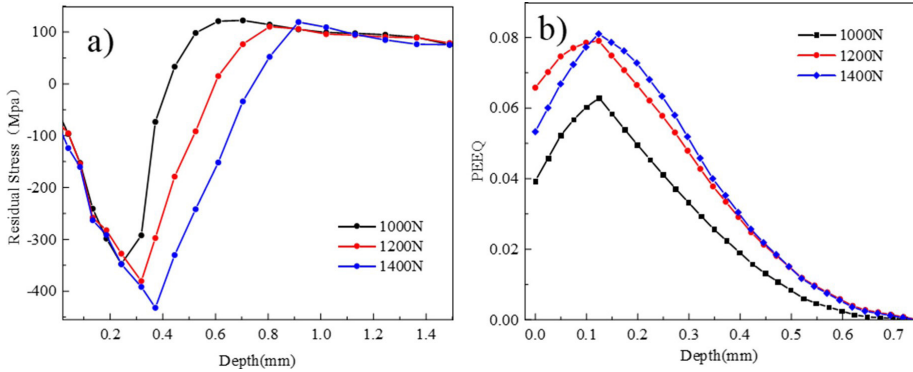 a)
Residual Stress（Mpa）
100
0
-100
-200
-300
-400
0.2 0.4 0.6 0.8 1.0 1.2 1.4
Depth(mm)
1000N
1200N
1400N
b)
PEEQ
0.08
0.06
0.04
0.02
0.00
0.0 0.1 0.2 0.3 0.4 0.5 0.6 0.7
Depth(mm)
1000N
1200N
1400N